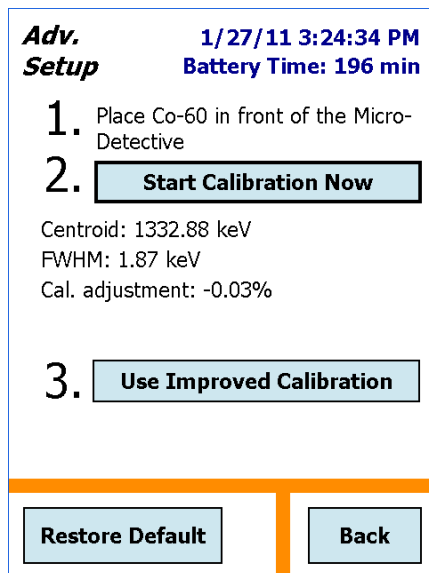 Adv. 1/27/11 3:24:34 PM
Setup Battery Time: 196 min
1. Place Co-60 in front of the Micro-
Detective
2. Start Calibration Now
Centroid: 1332.88 keV
FWHM: 1.87 keV
Cal. adjustment: -0.03%
3. Use Improved Calibration
Restore Default Back